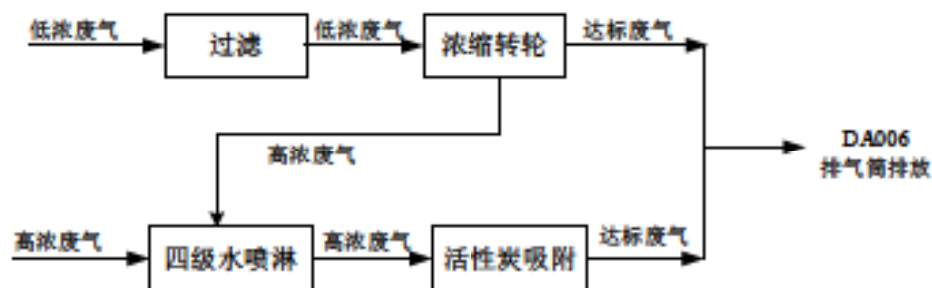 低浓废气
过滤
低浓废气
浓缩转轮
达标废气
高浓废气
DA006
排气筒排放
高浓废气
四级水喷淋
高浓废气
活性炭吸附
达标废气